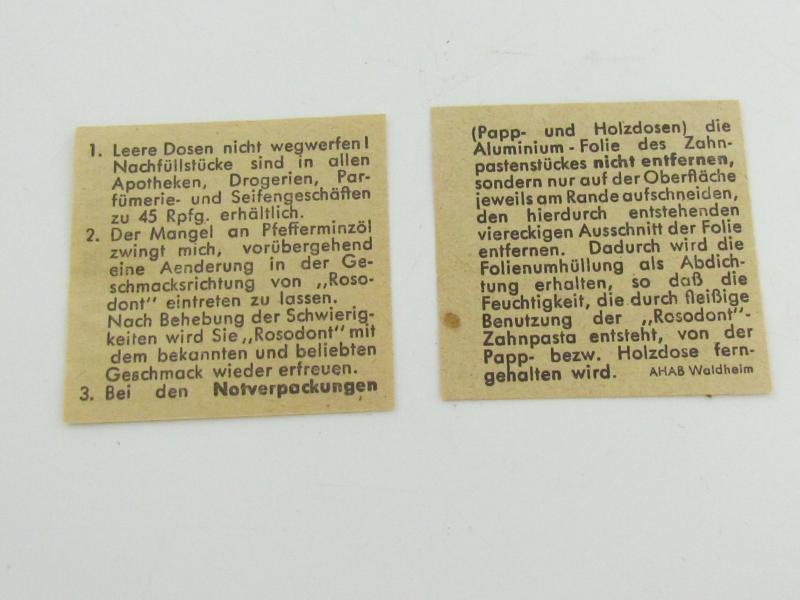 1. Leere Dosen nicht wegwerfen!
Nachfüllstücke sind in allen
Apotheken, Drogerien, Par-
fümerie- und Seifengeschäften
zu 45 Rpfg. erhältlich.
2. Der Mangel an Pfefferminzöl
zwingt mich, vorübergehend
eine Aenderung in der Ge-
schmacksrichtung von „Roso-
dont" eintreten zu lassen.
Nach Behebung der Schwierig-
keiten wird Sie „Rosodont" mit
dem bekannten und beliebten
Geschmack wieder erfreuen.
3. Bei den Notverpackungen
(Papp- und Holzdosen) die
Aluminium-Folie des Zahn-
pastenstückes nicht entfernen,
sondern nur auf der Oberfläche
jeweils am Rande aufschneiden,
den hierdurch entstehenden
viereckigen Ausschnitt der Folie
entfernen. Dadurch wird die
Folienumhüllung als Abdich-
tung erhalten, so daß die
Feuchtigkeit, die durch fleißige
Benutzung der „Rosodont"-
Zahnpasta entsteht, von der
Papp- bezw. Holzdose fern-
gehalten wird. AHAB Waldheim